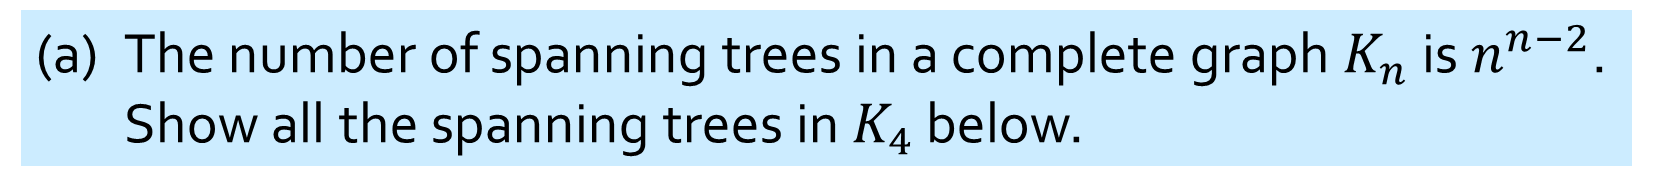 (a) The number of spanning trees in a complete graph 𝐾ₙ is 𝑛ⁿ⁻².
Show all the spanning trees in 𝐾₄ below.